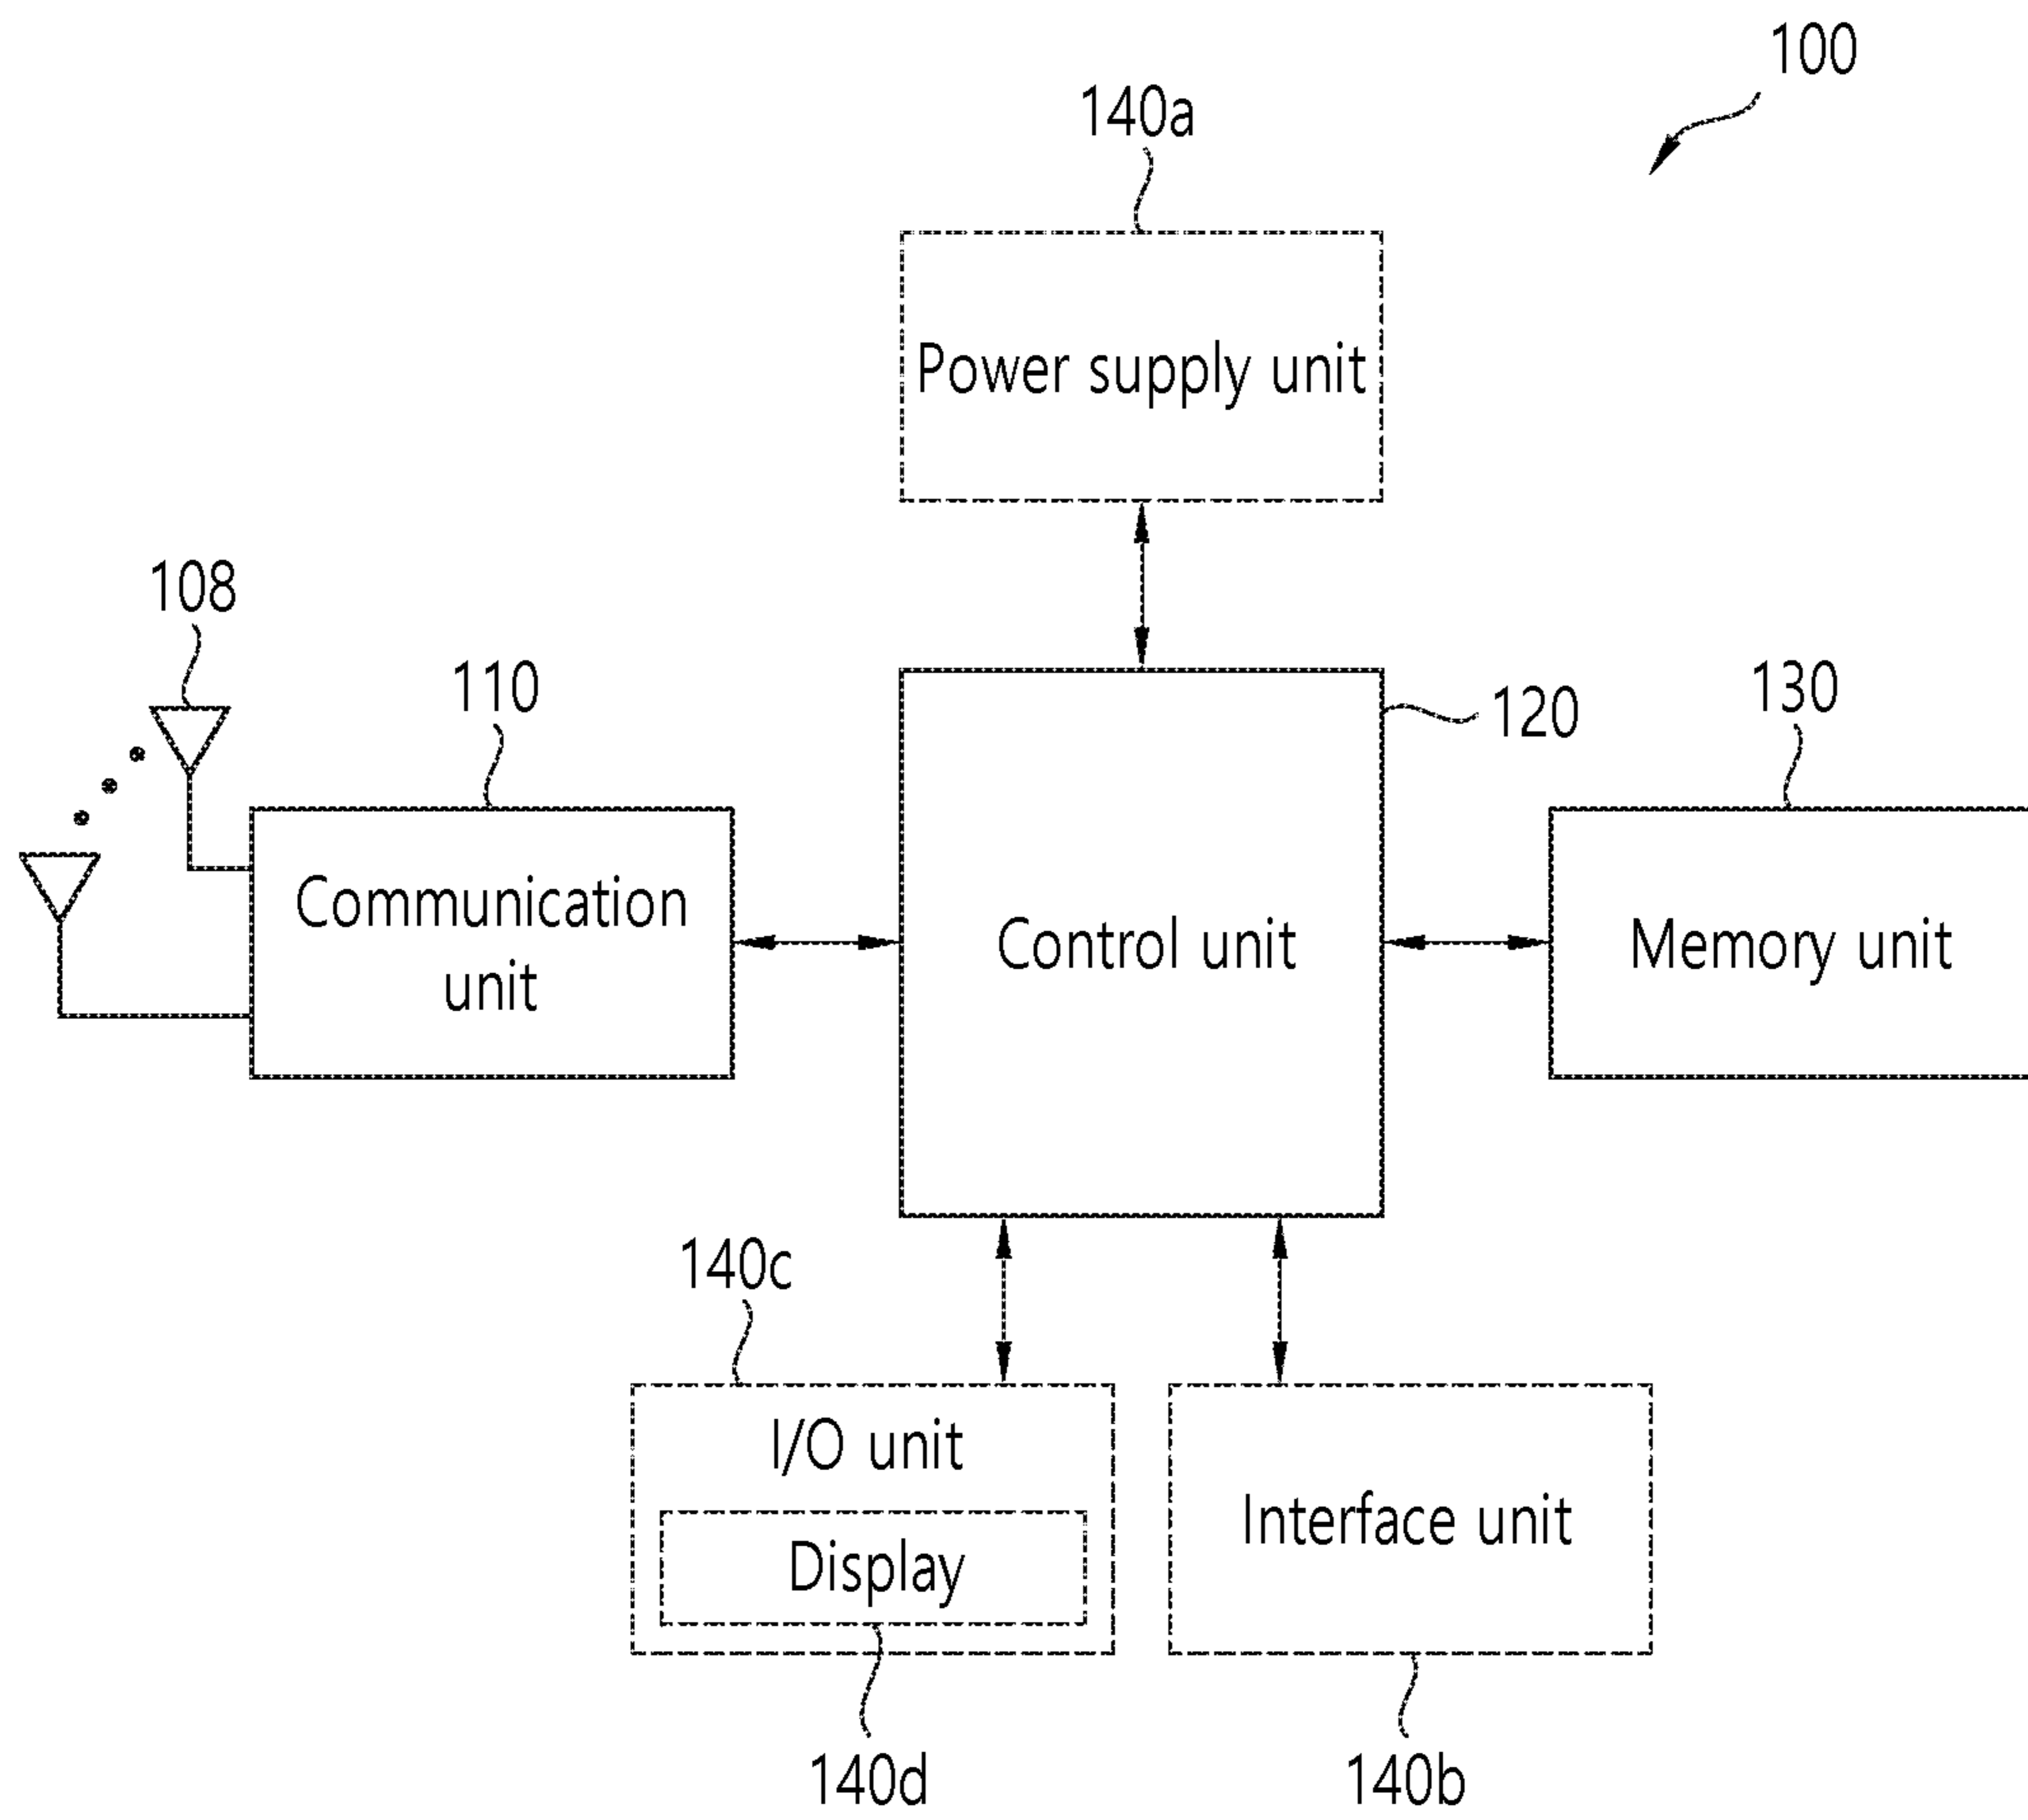 100
140a
Power supply unit
108
110
120
130
Communication
unit
Control unit
Memory unit
140c
I/O unit
Display
Interface unit
140d
140b